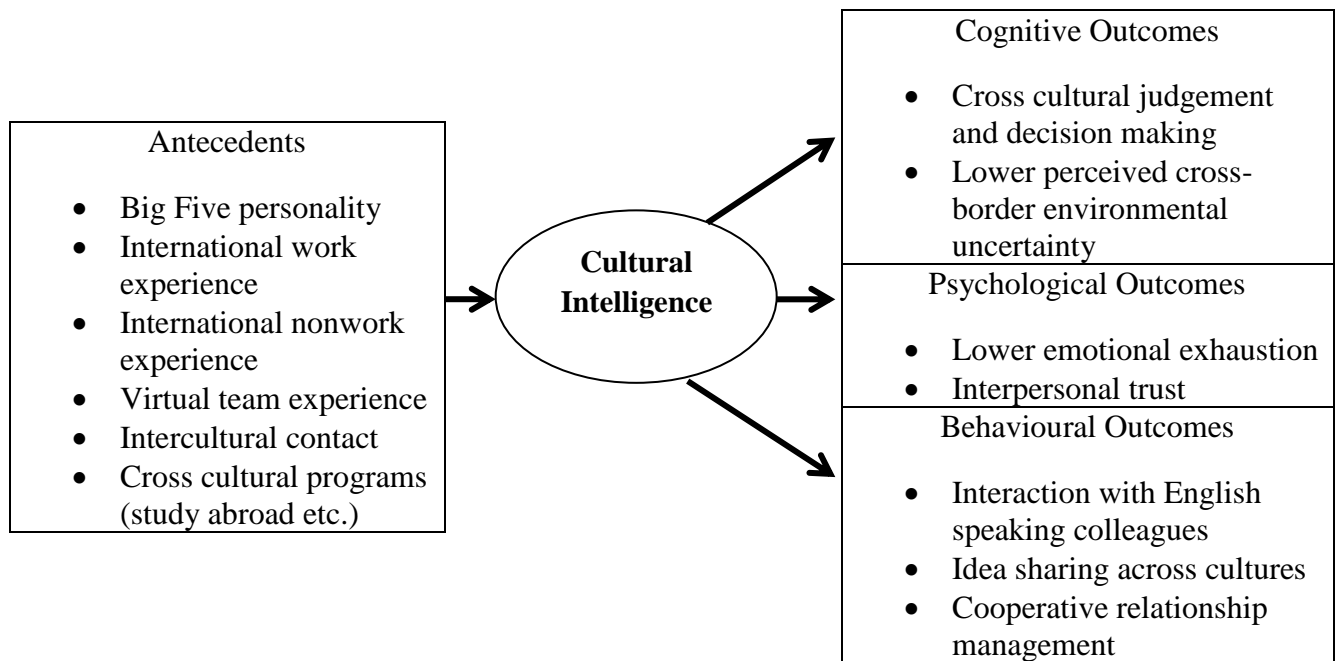 Antecedents
• Big Five personality
• International work
experience
• International nonwork
experience
• Virtual team experience
• Intercultural contact
• Cross cultural programs
(study abroad etc.)
Cultural
Intelligence
Cognitive Outcomes
• Cross cultural judgement
and decision making
• Lower perceived cross-
border environmental
uncertainty
Psychological Outcomes
• Lower emotional exhaustion
• Interpersonal trust
Behavioural Outcomes
• Interaction with English
speaking colleagues
• Idea sharing across cultures
• Cooperative relationship
management